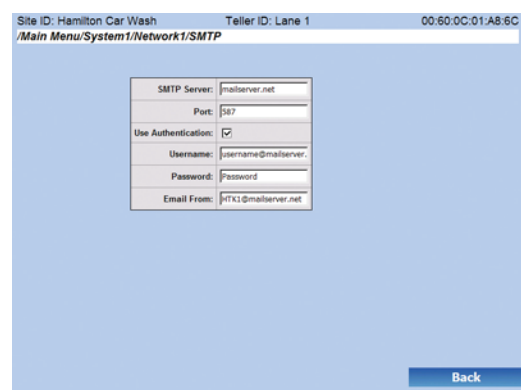 Site ID: Hamilton Car Wash Teller ID: Lane 1 00:60:0C:01:A8:6C
/Main Menu/System1/Network1/SMTP
SMTP Server: mailserver.net
Port: 587
Use Authentication:
Username: username@mailserver.
Password: Password
Email From: HTK1@mailserver.net
Back